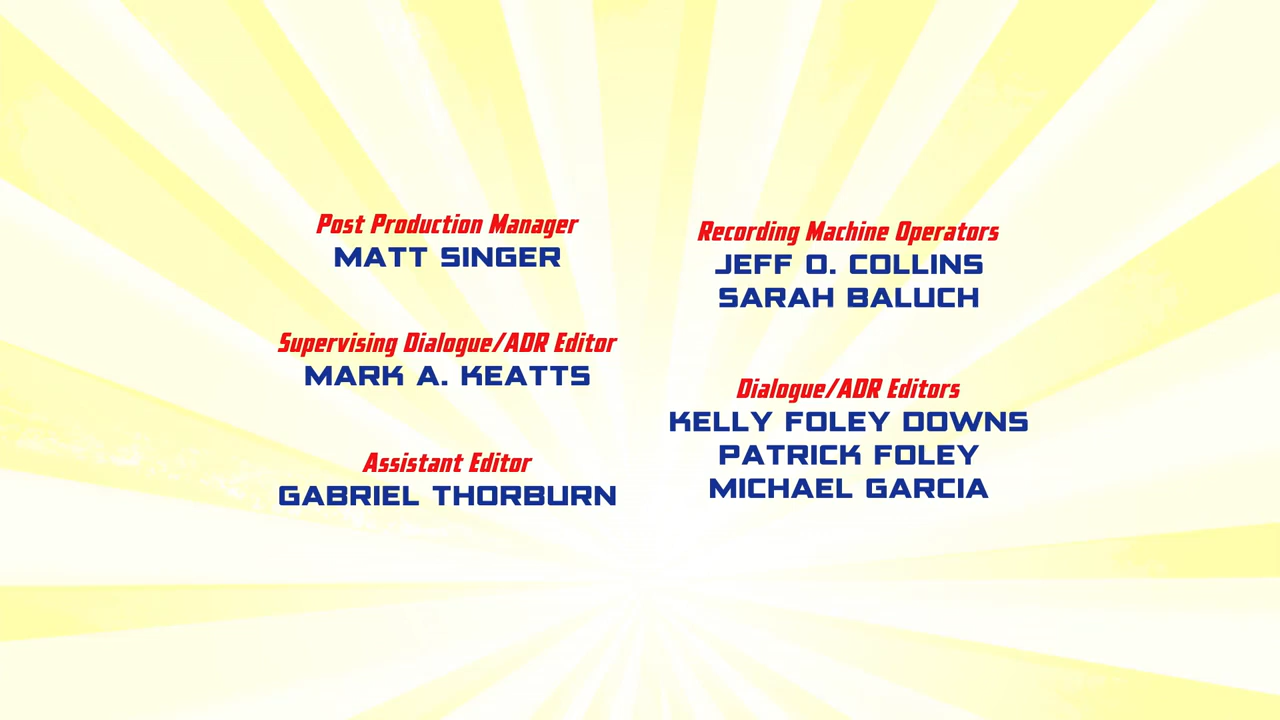 Post Production Manager
MATT SINGER
Supervising Dialogue/ADR Editor
MARK A. KEATTS
Assistant Editor
GABRIEL THORBURN
Recording Machine Operators
JEFF O. COLLINS
SARAH BALUCH
Dialogue/ADR Editors
KELLY FOLEY DOWNS
PATRICK FOLEY
MICHAEL GARCIA